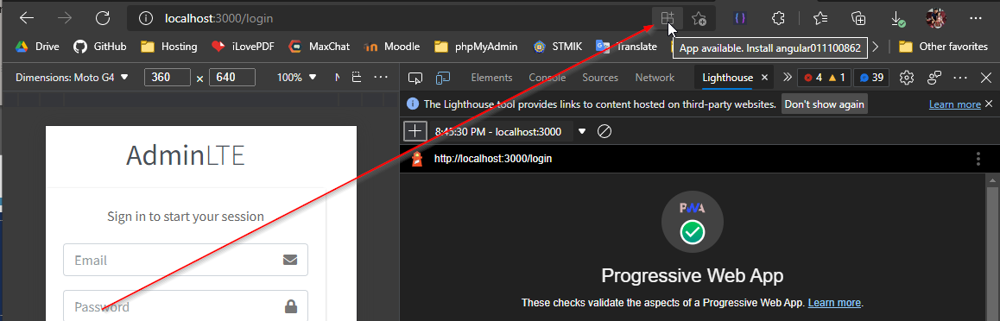 localhost:3000/login
App available. Install angular011100862
Drive GitHub Hosting iLovePDF MaxChat Moodle phpMyAdmin STMIK Translate Other favorites
Dimensions: Moto G4 360 × 640 100% N
Elements Console Sources Network Lighthouse 4 1 39
The Lighthouse tool provides links to content hosted on third-party websites. Don't show again Learn more
8:45:30 PM - localhost:3000
http://localhost:3000/login
AdminLTE
Sign in to start your session
Email
Password
PWA
Progressive Web App
These checks validate the aspects of a Progressive Web App. Learn more.